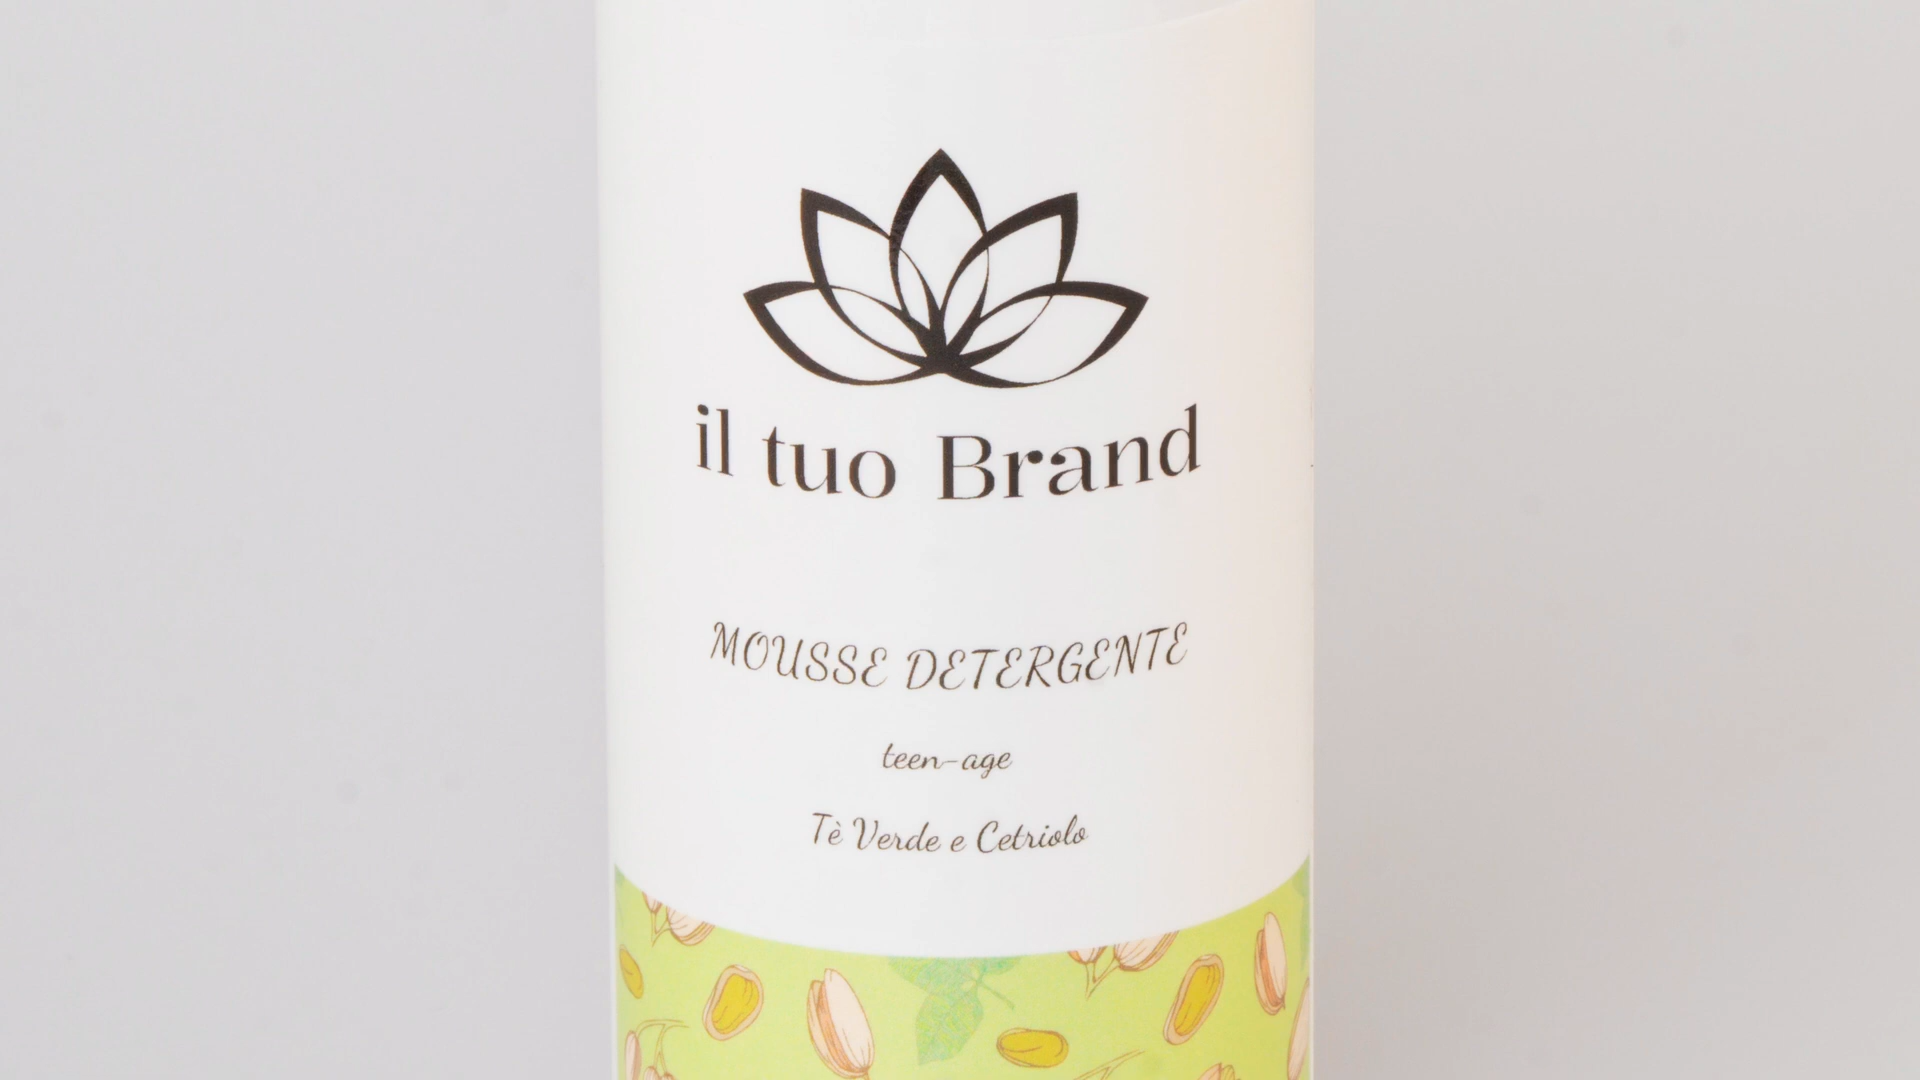 il tuo Brand
MOUSSE DETERGENTE
teen-age
Tè Verde e Cetriolo